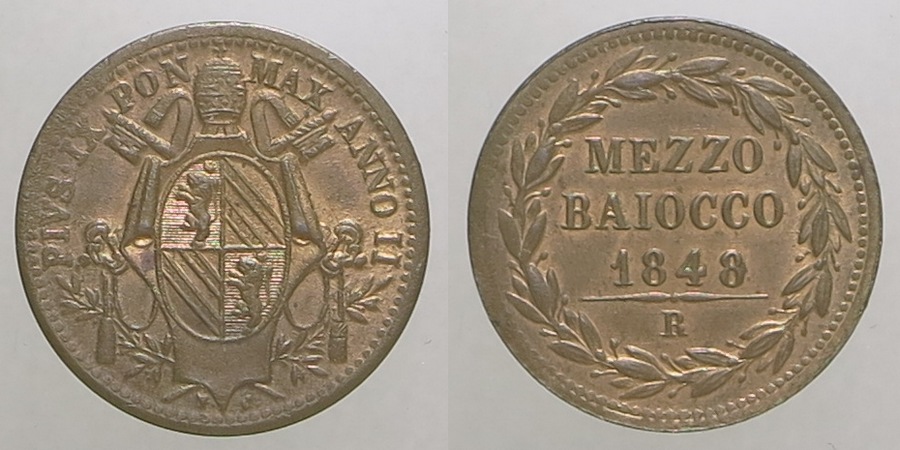 PIVS IX PON MAX ANNO II
MEZZO
BAIOCCO
1848
R